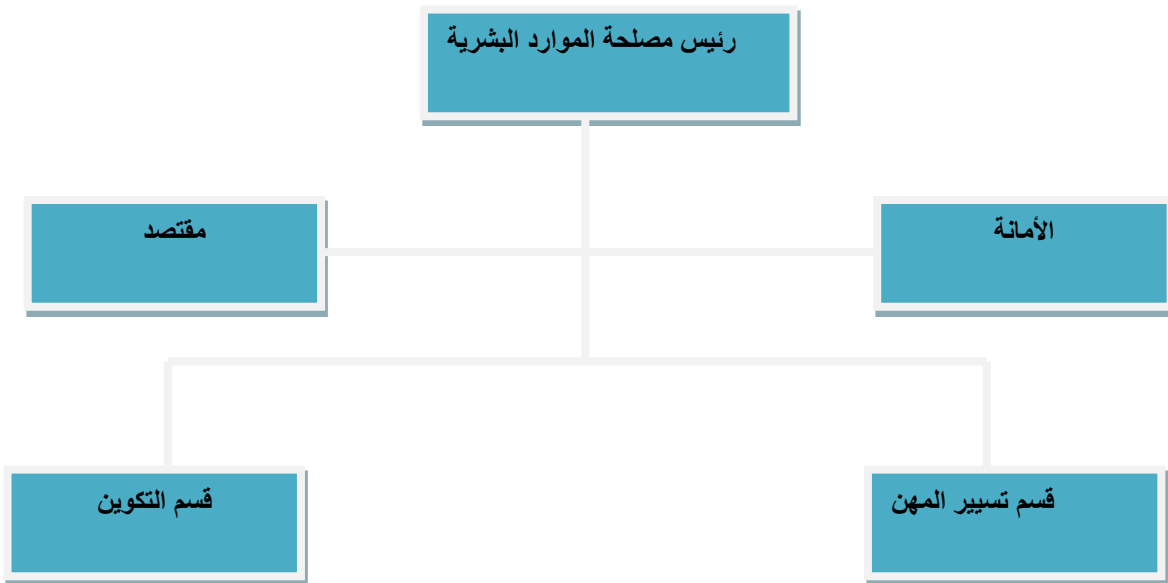 رئيس مصلحة الموارد البشرية
الأمانة
مقتصد
قسم تسيير المهن
قسم التكوين